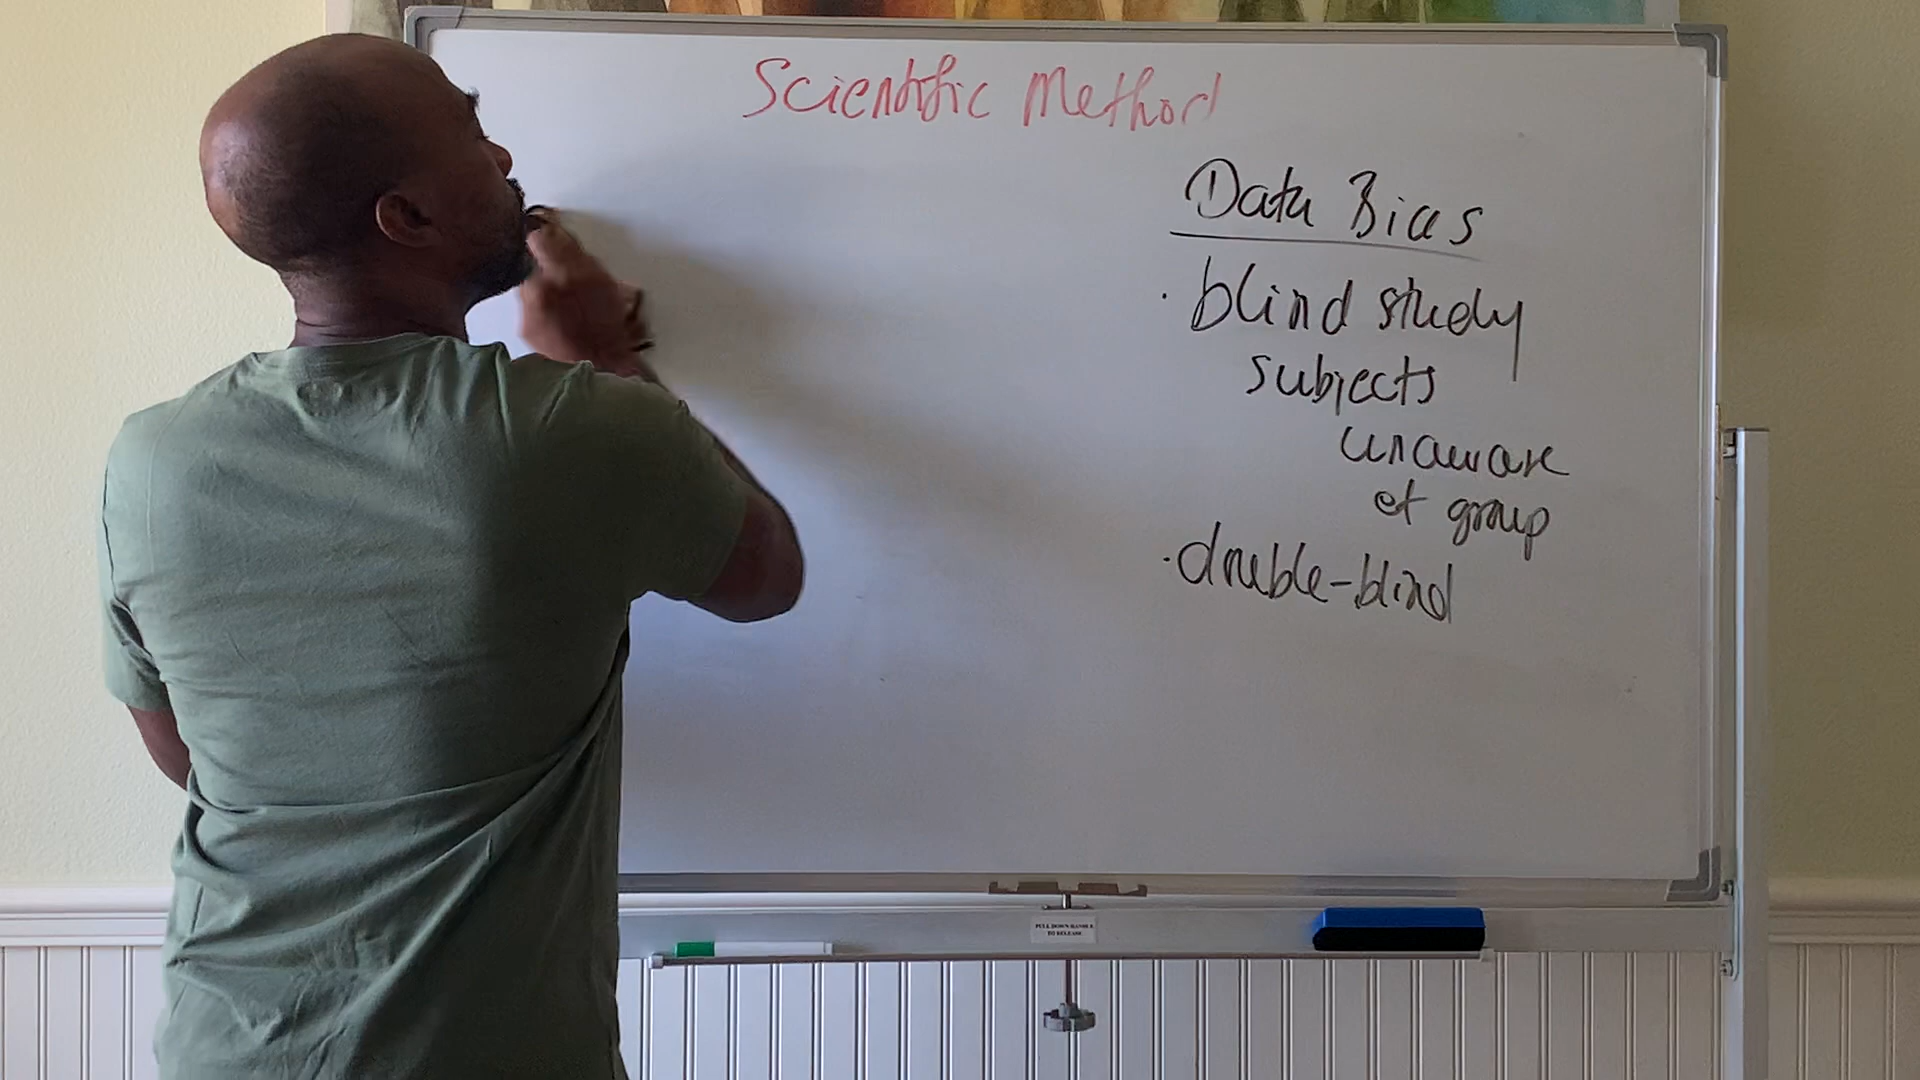 Scientific Method
Data Bias
· blind study
subjects
unaware
of group
· double-blind
PULL DOWN HANDLE
TO RELEASE